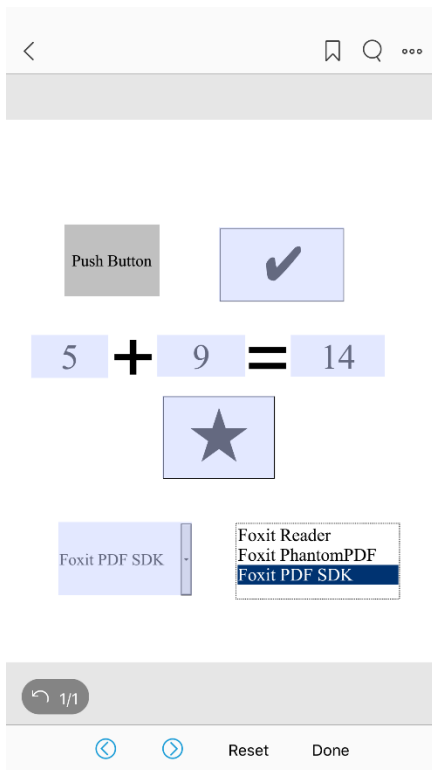 Push Button
✔
5 + 9 = 14
★
Foxit PDF SDK
Foxit Reader
Foxit PhantomPDF
Foxit PDF SDK
1/1
Reset Done